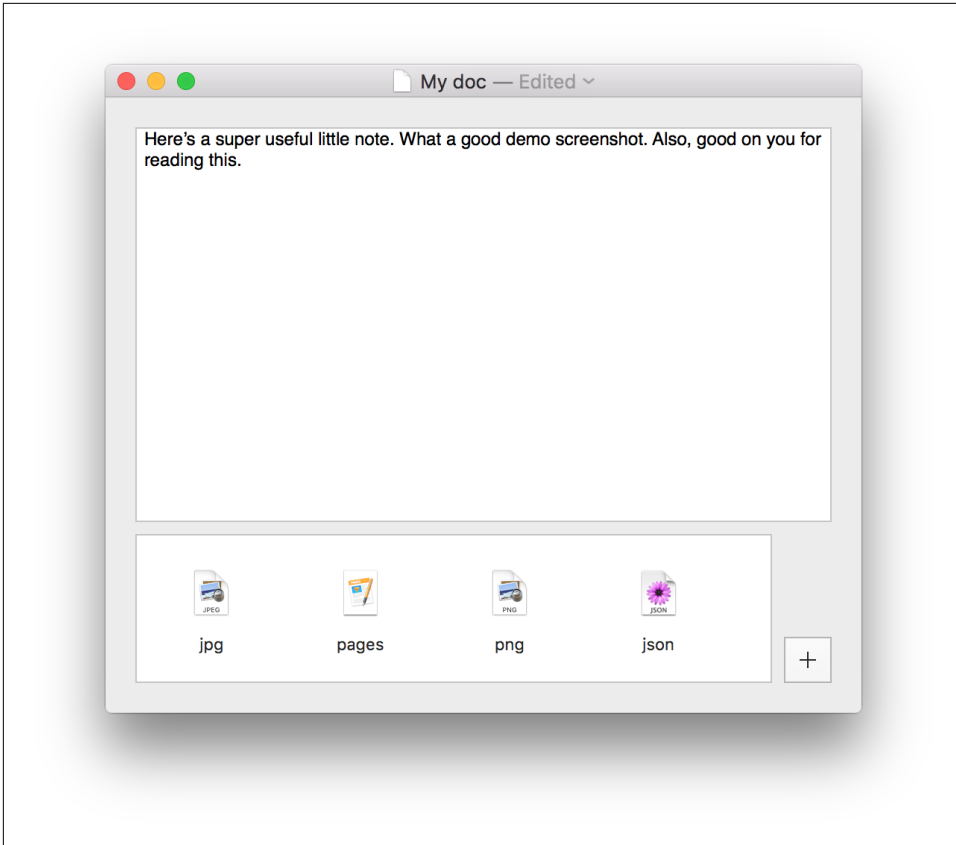 My doc — Edited
Here's a super useful little note. What a good demo screenshot. Also, good on you for
reading this.
JPEG
PNG
JSON
jpg
pages
png
json
+